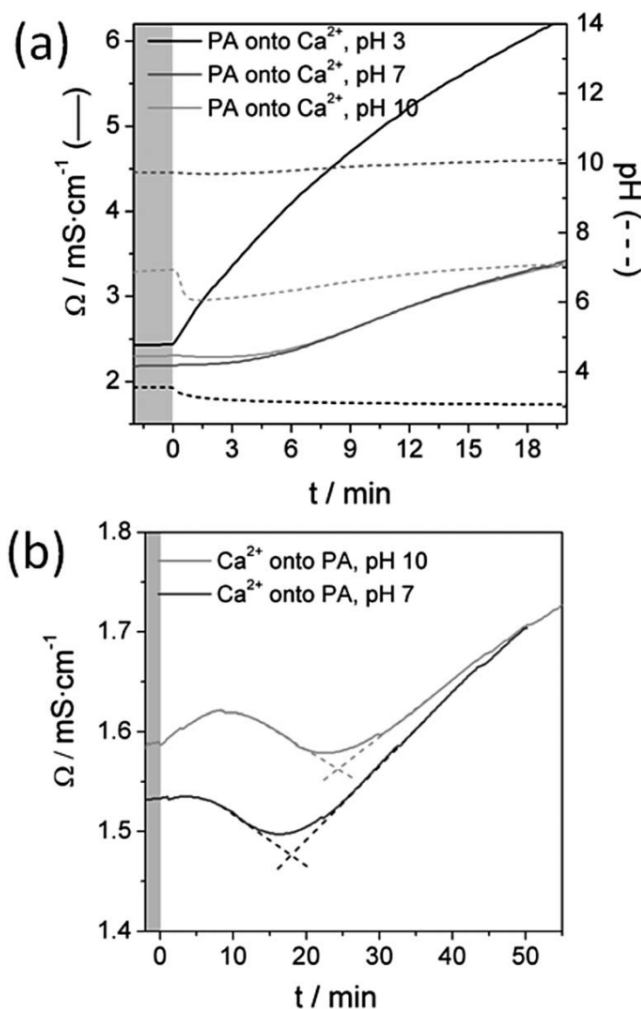 (a)
PA onto Ca²⁺, pH 3
PA onto Ca²⁺, pH 7
PA onto Ca²⁺, pH 10
Ω / mS·cm⁻¹ (—)
6
5
4
3
2
14
12
10
8
6
4
pH (- - -)
0 3 6 9 12 15 18
t / min
(b)
Ca²⁺ onto PA, pH 10
Ca²⁺ onto PA, pH 7
Ω / mS·cm⁻¹
1.8
1.7
1.6
1.5
1.4
0 10 20 30 40 50
t / min